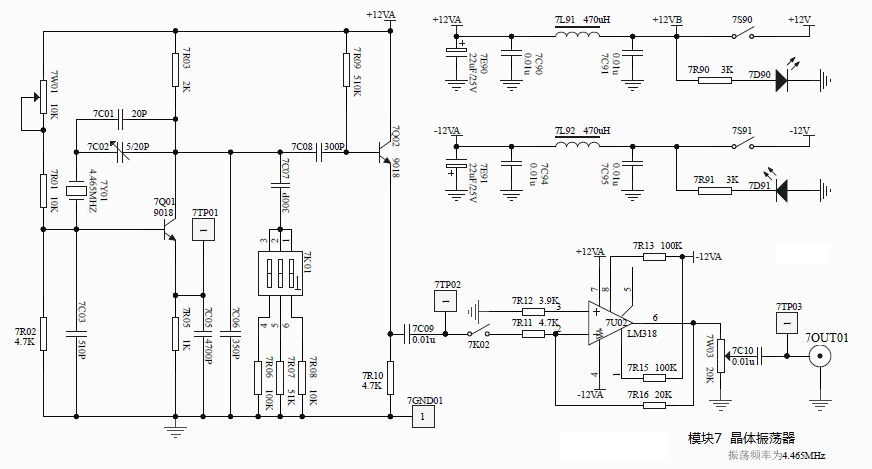 +12VA
7R03
2K
7R09
510K
7W01
10K
7C01
20P
7C02
5/20P
7C08
300P
7Q02
9018
7Y01
4.465MHZ
7R01
10K
7Q01
9018
7TP01
1
7C07
300P
3
2
1
7K01
4
5
6
7R02
4.7K
7C03
510P
7R05
1K
7C05
4700P
7C06
350P
7R06
100K
7R07
51K
7R08
10K
7R10
4.7K
7GND01
1
+12VA
7L91 470uH
+12VB
7S90
+12V
7E90
22uF/25V
7C90
0.01u
7C91
0.01u
7R90 3K
7D90
-12VA
7L92 470uH
7S91
-12V
7E91
22uF/25V
7C94
0.01u
7C95
0.01u
7R91 3K
7D91
7TP02
1
7C09
0.01u
7K02
7R12 3.9K
7R11 4.7K
+12VA
7R13 100K
-12VA
7
8
5
3
2
6
7U02
LM318
4
1
-12VA
7R15 100K
7R16 20K
7W03
20K
7C10
0.01u
7TP03
1
7OUT01
模块7 晶体振荡器
振荡频率为4.465MHz